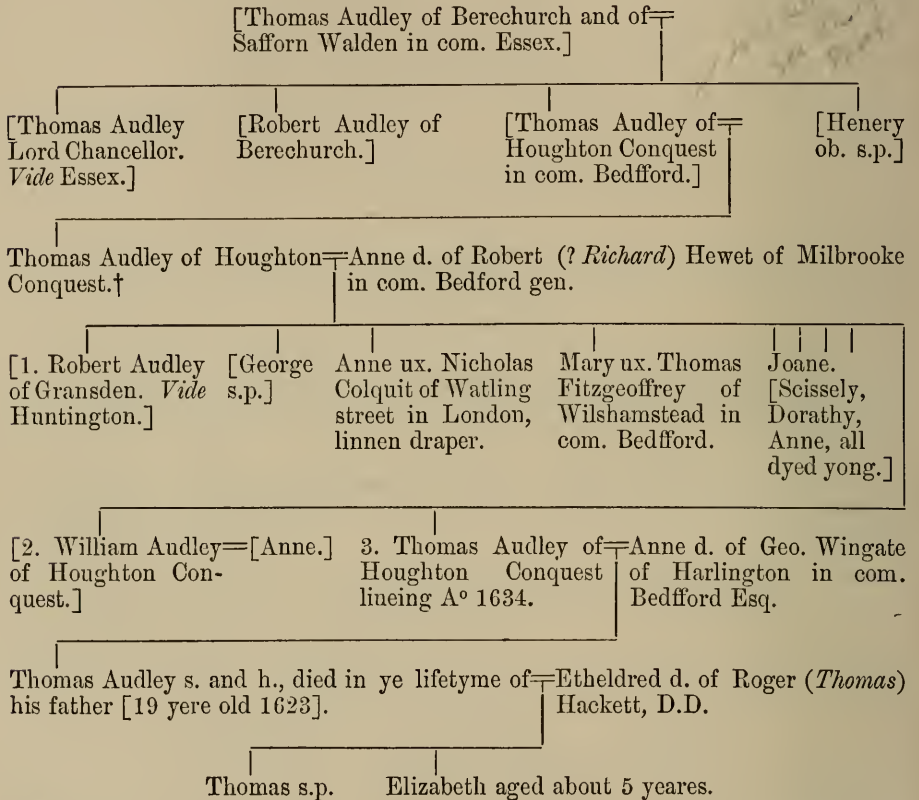 [Thomas Audley of Berechurch and of
Safforn Walden in com. Essex.]
[Thomas Audley
Lord Chancellor.
Vide Essex.]
[Robert Audley of
Berechurch.]
[Thomas Audley of
Houghton Conquest
in com. Bedfford.]
[Henery
ob. s.p.]
Thomas Audley of Houghton
Conquest.†
Anne d. of Robert (? Richard) Hewet of Milbrooke
in com. Bedford gen.
[1. Robert Audley
of Gransden. Vide
Huntington.]
[George
s.p.]
Anne ux. Nicholas
Colquit of Watling
street in London,
linnen draper.
Mary ux. Thomas
Fitzgeoffrey of
Wilshamstead in
com. Bedfford.
Joane.
[Scissely,
Dorathy,
Anne, all
dyed yong.]
[2. William Audley
of Houghton Con-
quest.]
[Anne.]
3. Thomas Audley of
Houghton Conquest
liueing Aº 1634.
Anne d. of Geo. Wingate
of Harlington in com.
Bedfford Esq.
Thomas Audley s. and h., died in ye lifetyme of
his father [19 yere old 1623].
Etheldred d. of Roger (Thomas)
Hackett, D.D.
Thomas s.p.
Elizabeth aged about 5 yeares.